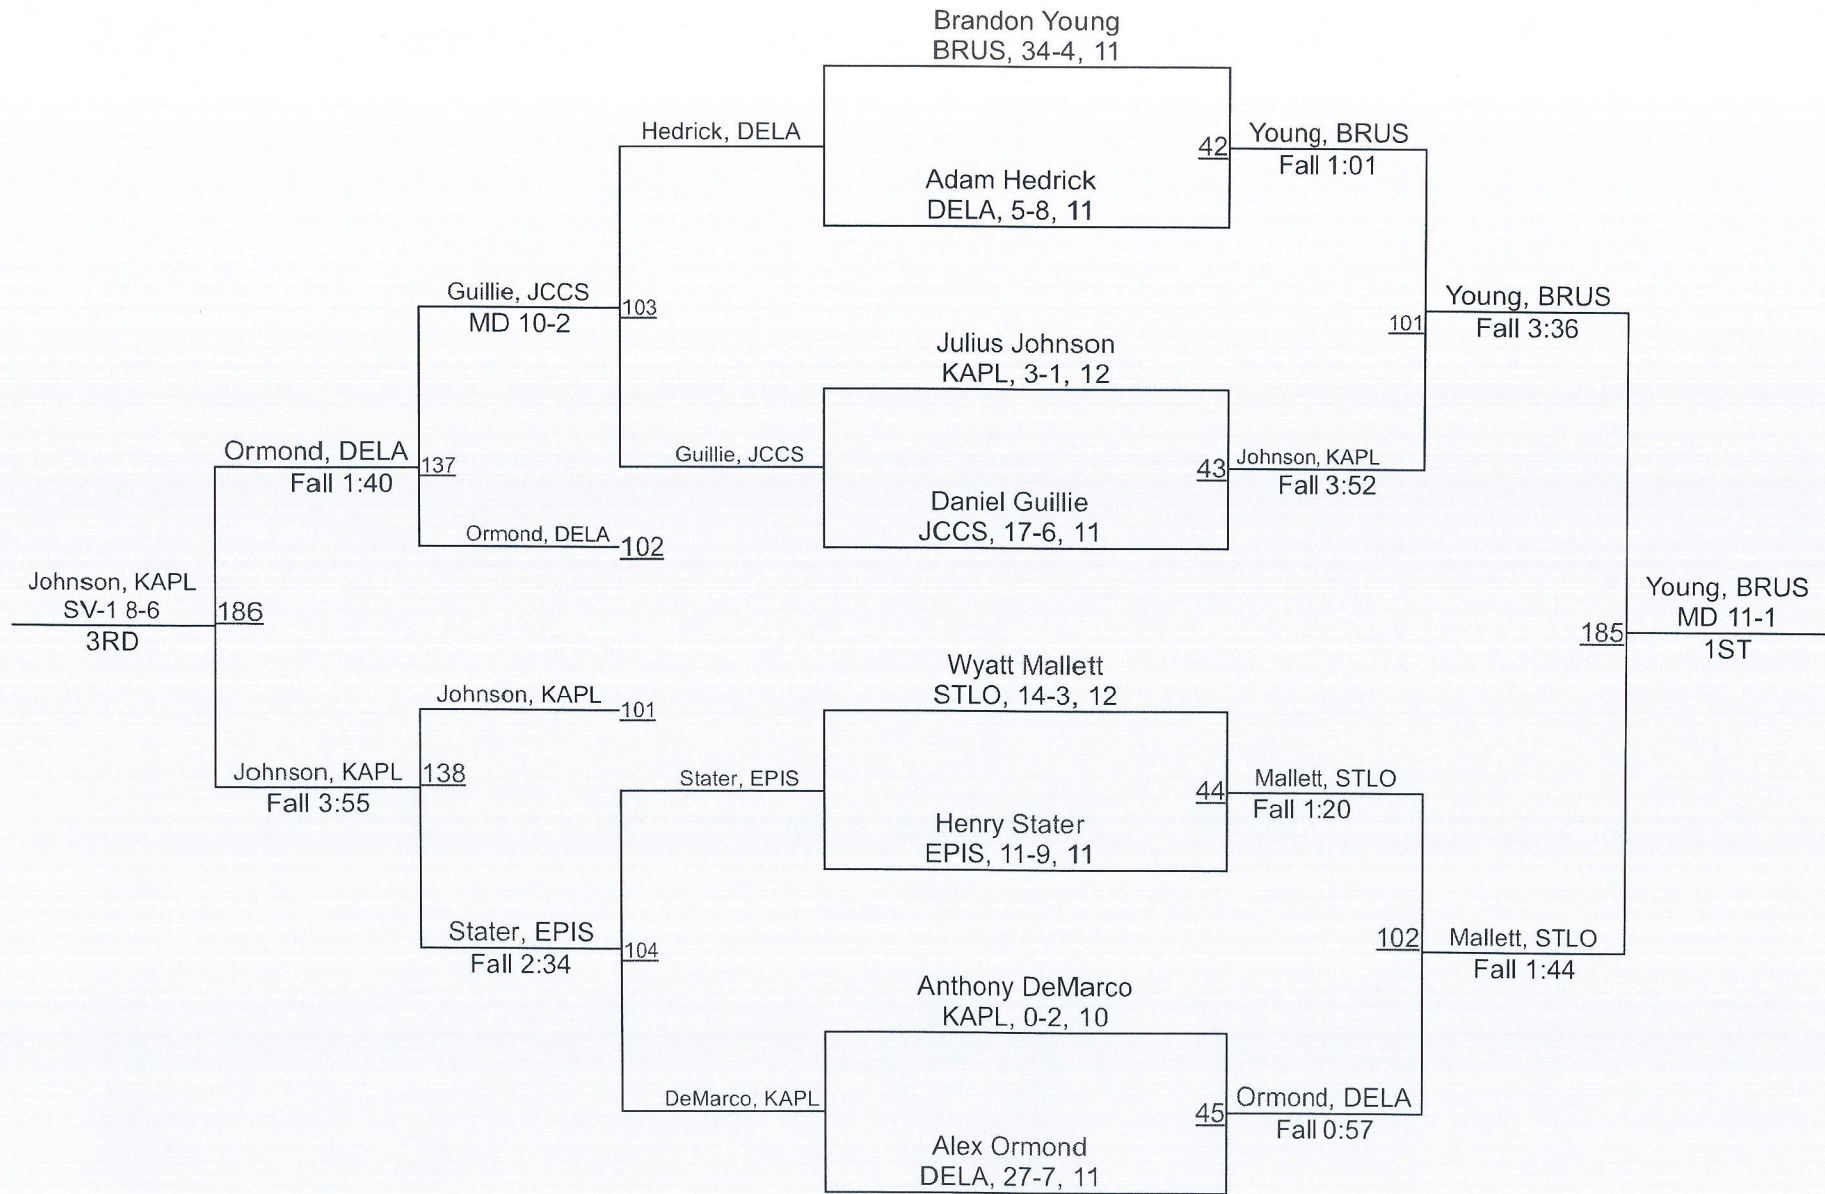 Brandon Young
BRUS, 34-4, 11
Hedrick, DELA
42
Young, BRUS
Fall 1:01
Adam Hedrick
DELA, 5-8, 11
Guillie, JCCS
MD 10-2
103
Young, BRUS
Fall 3:36
101
Julius Johnson
KAPL, 3-1, 12
Ormond, DELA
Fall 1:40
137
Guillie, JCCS
43
Johnson, KAPL
Fall 3:52
Daniel Guillie
JCCS, 17-6, 11
Ormond, DELA
102
Johnson, KAPL
SV-1 8-6
3RD
186
Young, BRUS
MD 11-1
1ST
185
Wyatt Mallett
STLO, 14-3, 12
Johnson, KAPL
101
Johnson, KAPL
Fall 3:55
138
Stater, EPIS
44
Mallett, STLO
Fall 1:20
Henry Stater
EPIS, 11-9, 11
Stater, EPIS
Fall 2:34
104
102
Mallett, STLO
Fall 1:44
Anthony DeMarco
KAPL, 0-2, 10
DeMarco, KAPL
45
Ormond, DELA
Fall 0:57
Alex Ormond
DELA, 27-7, 11